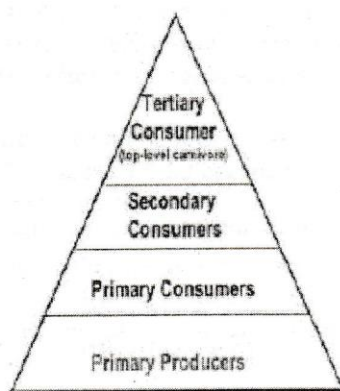 Tertiary
Consumer
(top-level carnivore)
Secondary
Consumers
Primary Consumers
Primary Producers